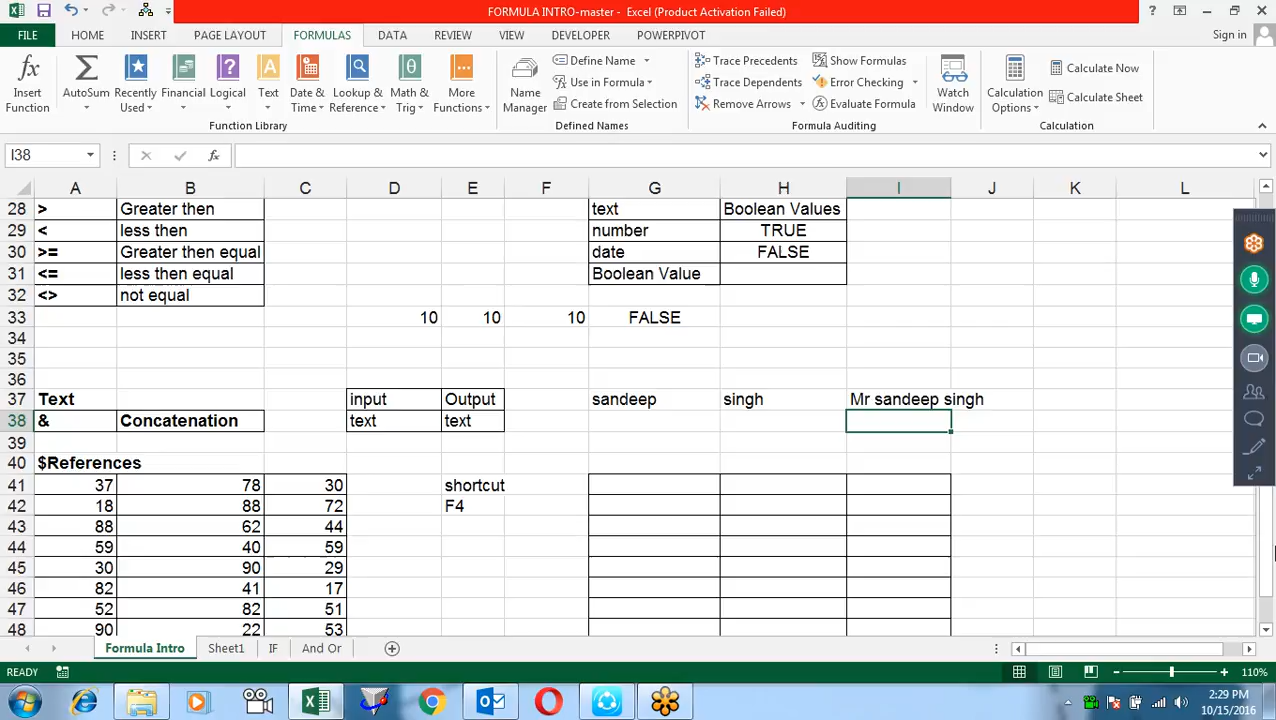 FORMULA INTRO-master - Excel (Product Activation Failed)
FILE HOME INSERT PAGE LAYOUT FORMULAS DATA REVIEW VIEW DEVELOPER POWERPIVOT Sign in
Insert Function
AutoSum
Recently Used
Financial
Logical
Text
Date & Time
Lookup & Reference
Math & Trig
More Functions
Function Library
Name Manager
Define Name
Use in Formula
Create from Selection
Defined Names
Trace Precedents
Trace Dependents
Remove Arrows
Show Formulas
Error Checking
Evaluate Formula
Formula Auditing
Watch Window
Calculation Options
Calculate Now
Calculate Sheet
Calculation
I38 fx
A B C D E F G H I J K L
28 > Greater then text Boolean Values
29 < less then number TRUE
30 >= Greater then equal date FALSE
31 <= less then equal Boolean Value
32 <> not equal
33 10 10 10 FALSE
34
35
36
37 Text input Output sandeep singh Mr sandeep singh
38 & Concatenation text text
39
40 $References
41 37 78 30 shortcut
42 18 88 72 F4
43 88 62 44
44 59 40 59
45 30 90 29
46 82 41 17
47 52 82 51
48 90 22 53
Formula Intro Sheet1 IF And Or
READY 110%
2:29 PM
10/15/2016